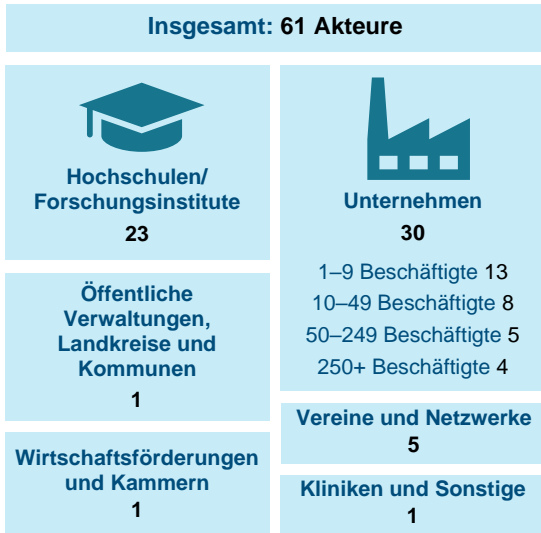 Insgesamt: 61 Akteure
Hochschulen/
Forschungsinstitute
23
Unternehmen
30
1–9 Beschäftigte 13
10–49 Beschäftigte 8
50–249 Beschäftigte 5
250+ Beschäftigte 4
Öffentliche
Verwaltungen,
Landkreise und
Kommunen
1
Vereine und Netzwerke
5
Wirtschaftsförderungen
und Kammern
1
Kliniken und Sonstige
1